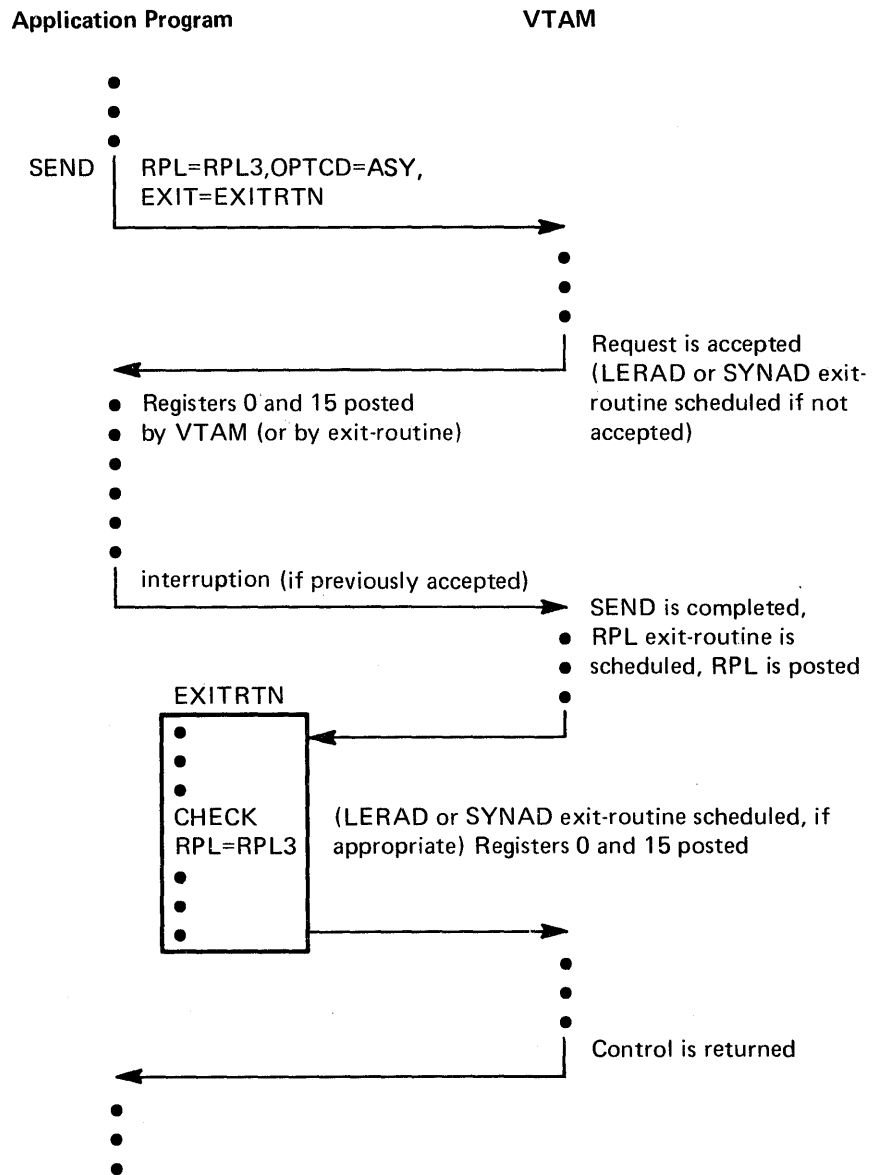 Application Program
VTAM
SEND
RPL=RPL3,OPTCD=ASY,
EXIT=EXITRTN
Request is accepted
(LERAD or SYNAD exit-
routine scheduled if not
accepted)
Registers 0 and 15 posted
by VTAM (or by exit-routine)
interruption (if previously accepted)
SEND is completed,
RPL exit-routine is
scheduled, RPL is posted
EXITRTN
CHECK
RPL=RPL3
(LERAD or SYNAD exit-routine scheduled, if
appropriate) Registers 0 and 15 posted
Control is returned